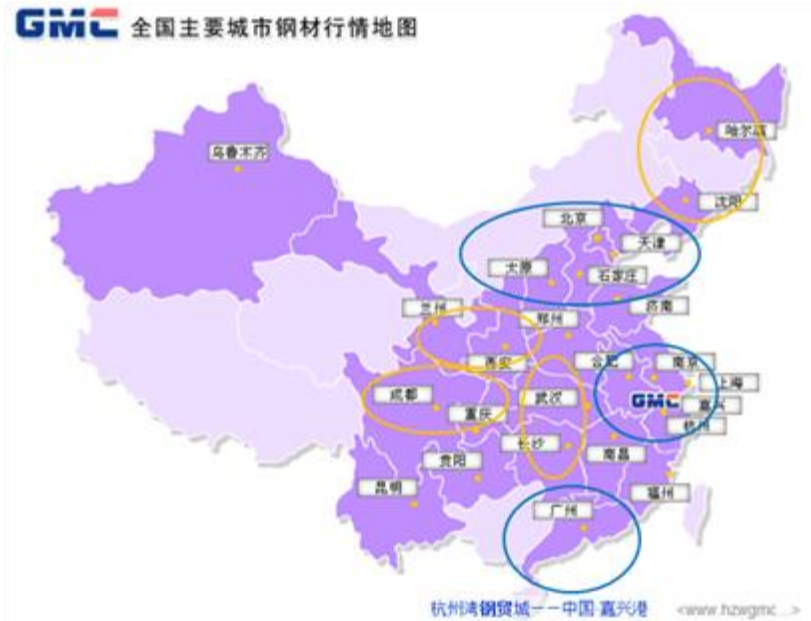 GMC 全国主要城市钢材行情地图
哈尔滨
乌鲁木齐
沈阳
北京
天津
太原
石家庄
兰州
济南
郑州
西安
合肥
南京
上海
成都
武汉
GMC
嘉兴
重庆
杭州
长沙
贵阳
南昌
昆明
福州
广州
杭州湾钢贸城——中国·嘉兴港 <www.hzwgmc...>